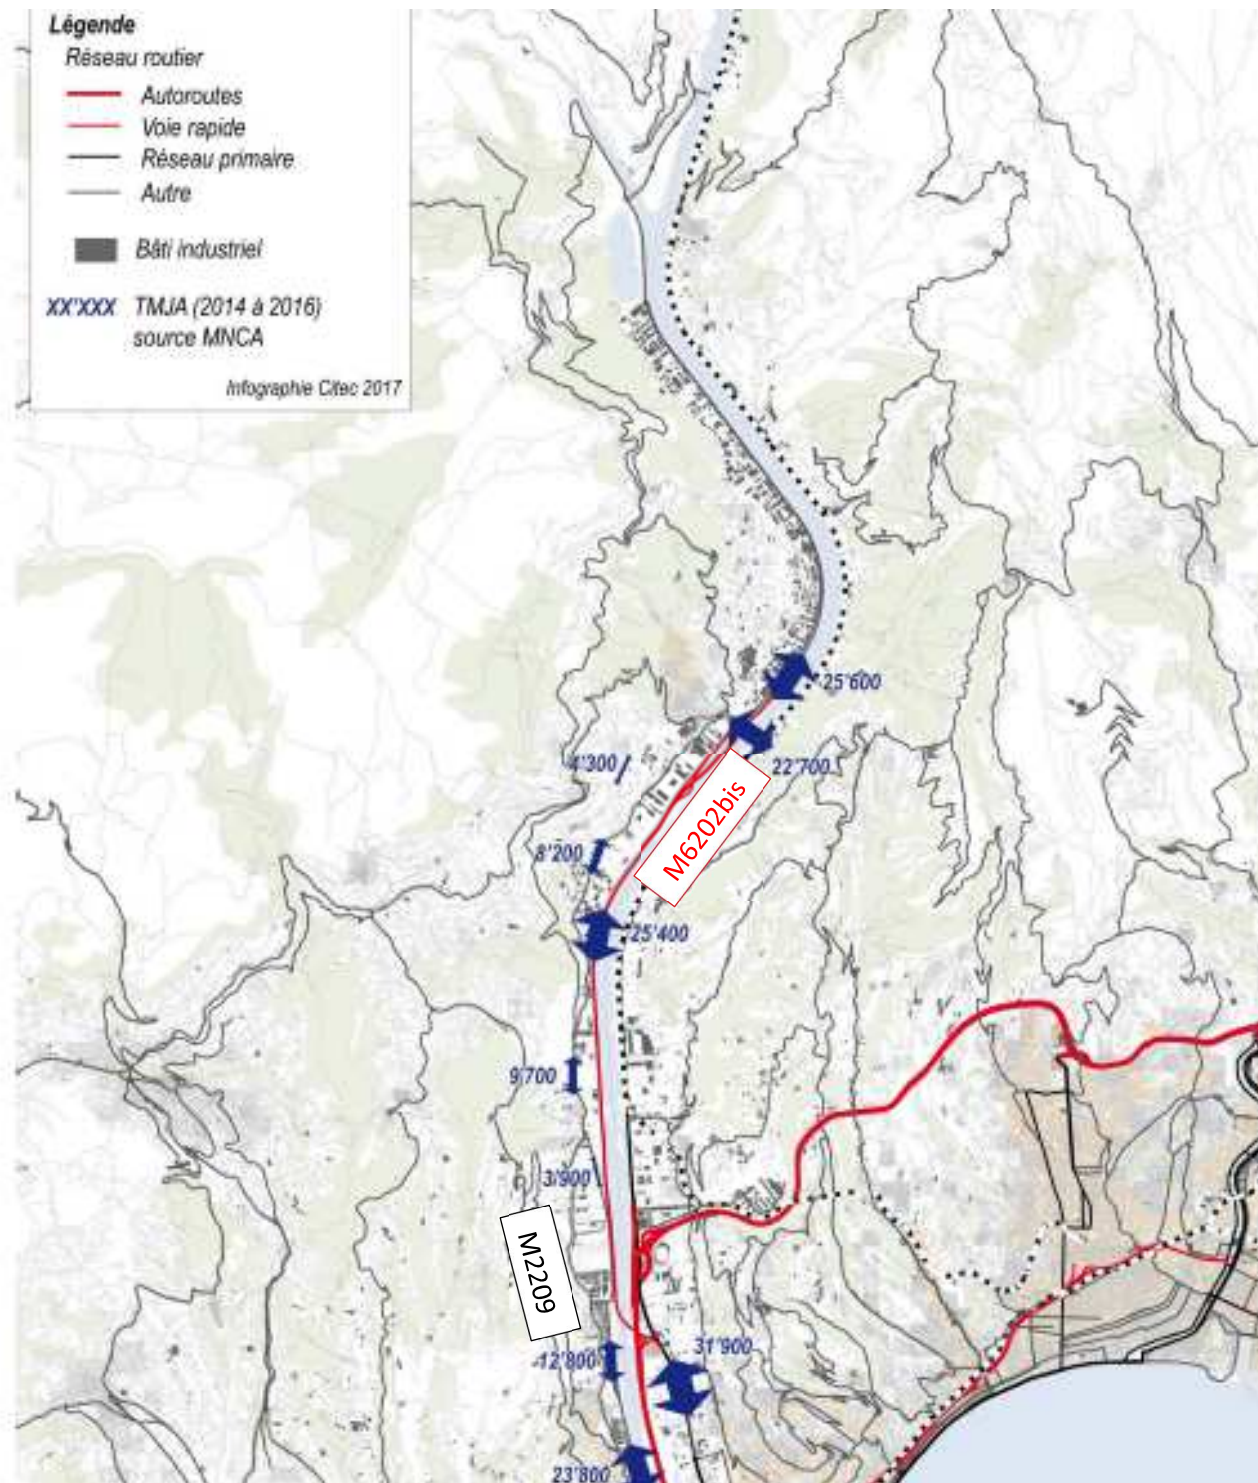 Légende
Réseau routier
Autoroutes
Voie rapide
Réseau primaire
Autre
Bâti industriel
XX'XXX TMJA (2014 à 2016)
source MNCA
Infographie Citec 2017
25'600
4'300
22'700
M6202bis
8'200
25'400
9'700
3'900
M2209
12'800
31'900
23'800